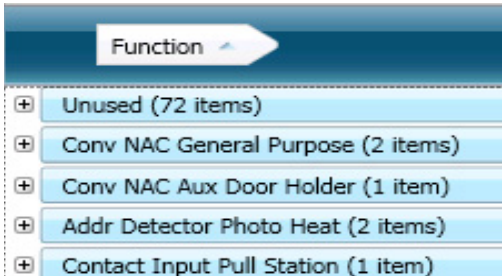 Function
Unused (72 items)
Conv NAC General Purpose (2 items)
Conv NAC Aux Door Holder (1 item)
Addr Detector Photo Heat (2 items)
Contact Input Pull Station (1 item)